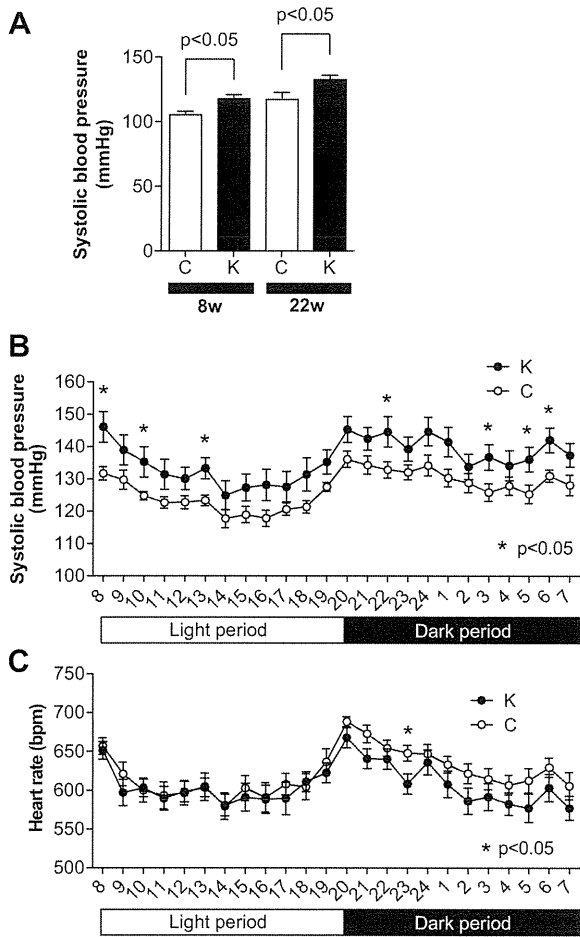 A
p<0.05
p<0.05
Systolic blood pressure
(mmHg)
150
100
50
0
C K C K
8w 22w
B
K
C
Systolic blood pressure
(mmHg)
160
150
140
130
120
110
100
* * * * * * *
* p<0.05
8 9 10 11 12 13 14 15 16 17 18 19 20 21 22 23 24 1 2 3 4 5 6 7
Light period Dark period
C
K
C
Heart rate (bpm)
750
700
650
600
550
500
*
* p<0.05
8 9 10 11 12 13 14 15 16 17 18 19 20 21 22 23 24 1 2 3 4 5 6 7
Light period Dark period